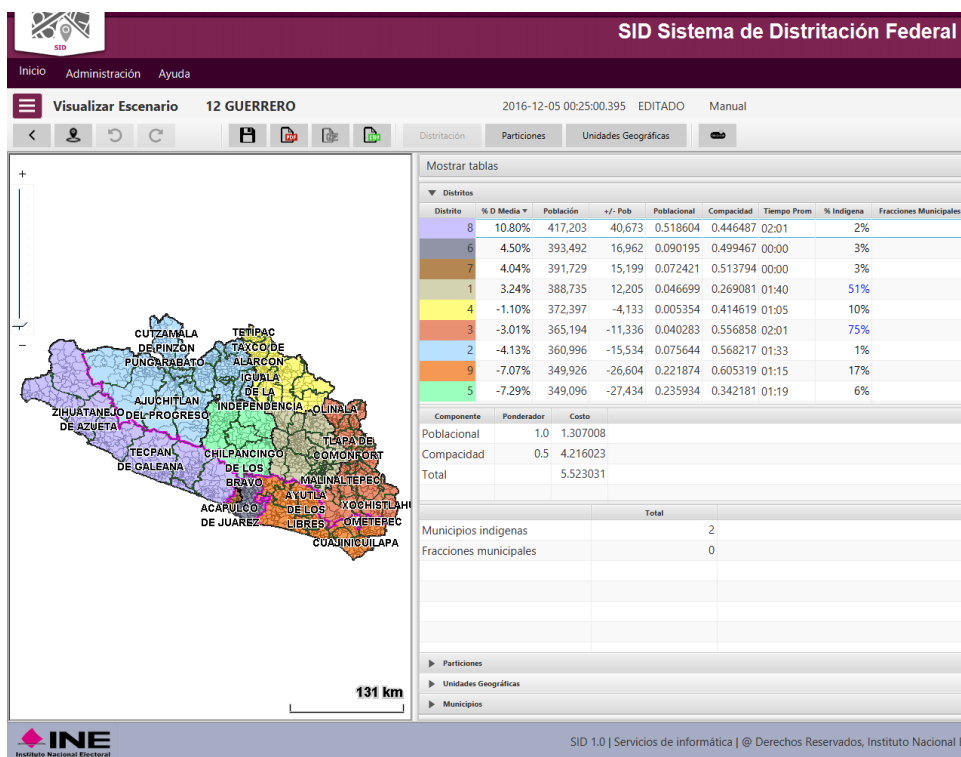 SID
SID Sistema de Distritación Federal
Inicio Administración Ayuda
Visualizar Escenario 12 GUERRERO 2016-12-05 00:25:00.395 EDITADO Manual
Distritación Particiones Unidades Geográficas
Mostrar tablas
Distritos
Distrito % D Media Población +/- Pob Poblacional Compacidad Tiempo Prom % Indigena Fracciones Municipales
8 10.80% 417,203 40,673 0.518604 0.446487 02:01 2%
6 4.50% 393,492 16,962 0.090195 0.499467 00:00 3%
7 4.04% 391,729 15,199 0.072421 0.513794 00:00 3%
1 3.24% 388,735 12,205 0.046699 0.269081 01:40 51%
4 -1.10% 372,397 -4,133 0.005354 0.414619 01:05 10%
3 -3.01% 365,194 -11,336 0.040283 0.556858 02:01 75%
2 -4.13% 360,996 -15,534 0.075644 0.568217 01:33 1%
9 -7.07% 349,926 -26,604 0.221874 0.605319 01:15 17%
5 -7.29% 349,096 -27,434 0.235934 0.342181 01:19 6%
Componente Ponderador Costo
Poblacional 1.0 1.307008
Compacidad 0.5 4.216023
Total 5.523031
Total
Municipios indigenas 2
Fracciones municipales 0
Particiones
Unidades Geográficas
Municipios
+
−
CUTZAMALA
DE PINZON
PUNGARABATO
TETIPAC
TAXCO DE
ALARCON
IGUALA
DE LA
INDEPENDENCIA
AJUCHITLAN
DEL PROGRESO
OLINALA
ZIHUATANEJO
DE AZUETA
TLAPA DE
COMONFORT
TECPAN
DE GALEANA
CHILPANCINGO
DE LOS
BRAVO
MALINALTEPEC
AYUTLA
DE LOS
LIBRES
XOCHISTLAH
ACAPULCO
DE JUAREZ
OMETEPEC
CUAJINICUILAPA
131 km
INE
Instituto Nacional Electoral
SID 1.0 | Servicios de informática | @ Derechos Reservados, Instituto Nacional